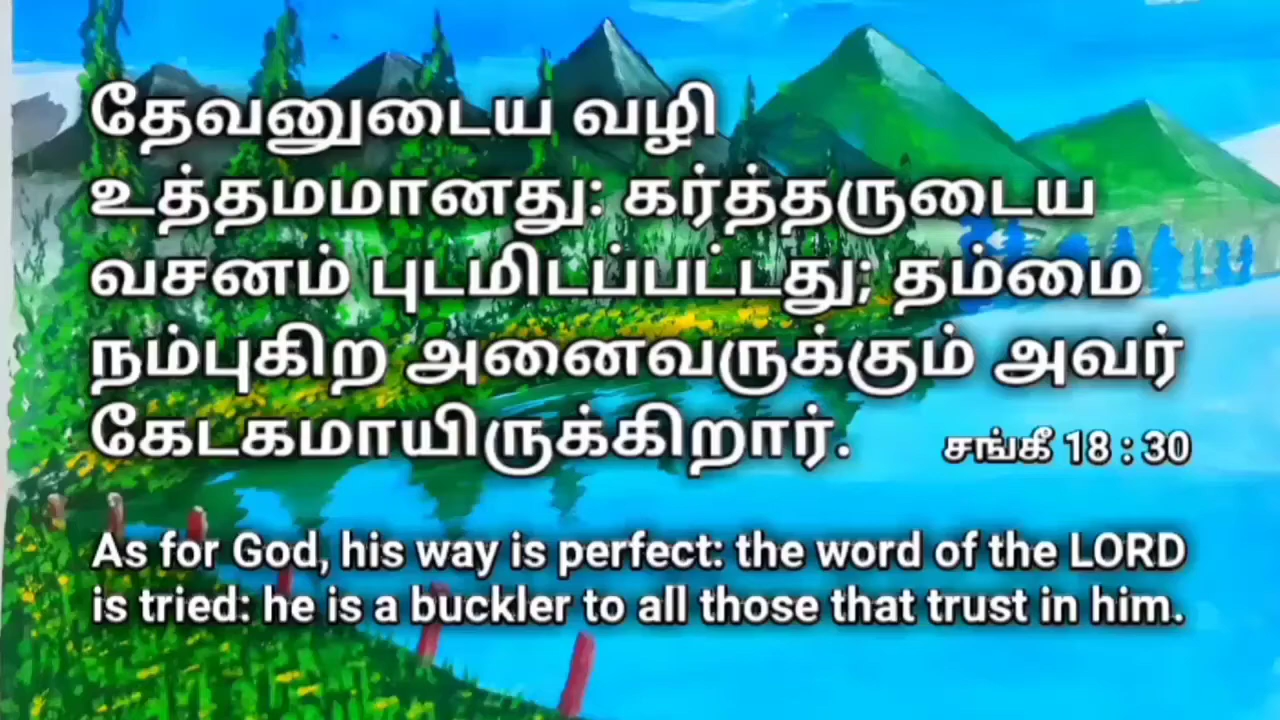 தேவனுடைய வழி
உத்தமமானது: கர்த்தருடைய
வசனம் புடமிடப்பட்டது; தம்மை
நம்புகிற அனைவருக்கும் அவர்
கேடகமாயிருக்கிறார். சங்கீ 18 : 30
As for God, his way is perfect: the word of the LORD
is tried: he is a buckler to all those that trust in him.